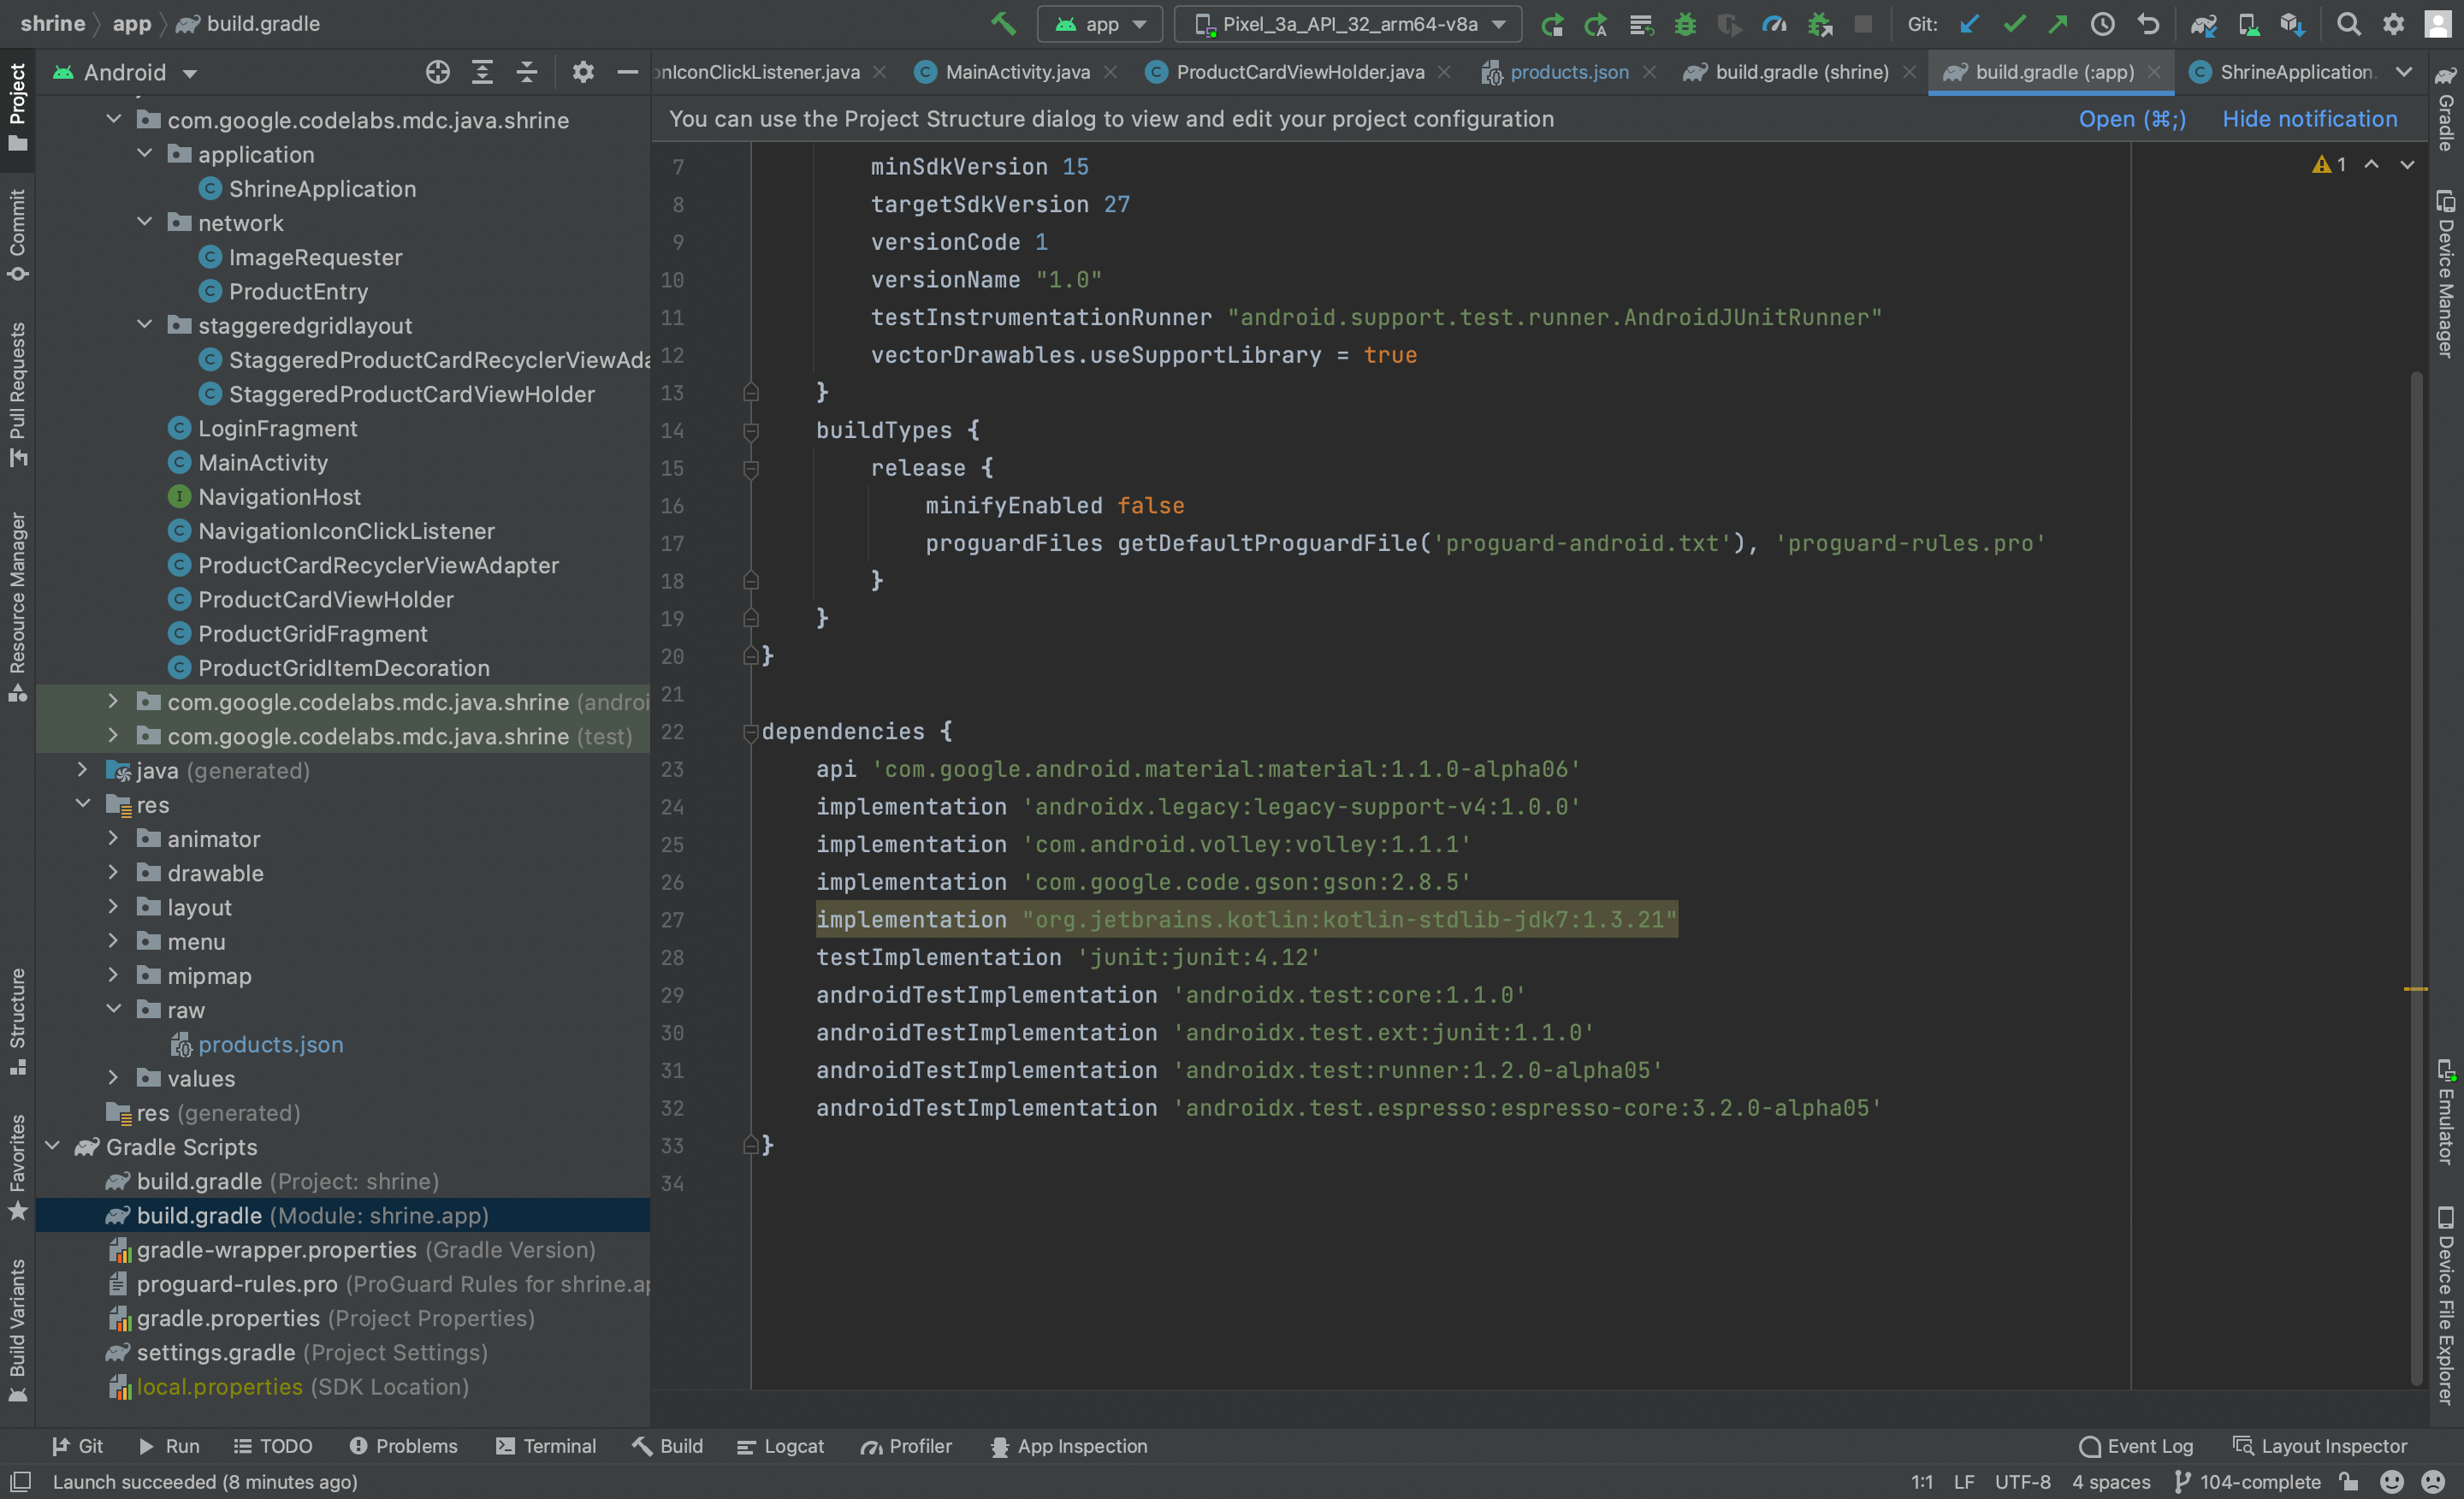 shrine app build.gradle
app
Pixel_3a_API_32_arm64-v8a
Git:
Android
onIconClickListener.java
MainActivity.java
ProductCardViewHolder.java
products.json
build.gradle (shrine)
build.gradle (:app)
ShrineApplication.
You can use the Project Structure dialog to view and edit your project configuration
Open (⌘;)
Hide notification
Project
Commit
Pull Requests
Resource Manager
Structure
Favorites
Build Variants
com.google.codelabs.mdc.java.shrine
application
ShrineApplication
network
ImageRequester
ProductEntry
staggeredgridlayout
StaggeredProductCardRecyclerViewAda
StaggeredProductCardViewHolder
LoginFragment
MainActivity
NavigationHost
NavigationIconClickListener
ProductCardRecyclerViewAdapter
ProductCardViewHolder
ProductGridFragment
ProductGridItemDecoration
com.google.codelabs.mdc.java.shrine (androi
com.google.codelabs.mdc.java.shrine (test)
java (generated)
res
animator
drawable
layout
menu
mipmap
raw
products.json
values
res (generated)
Gradle Scripts
build.gradle (Project: shrine)
build.gradle (Module: shrine.app)
gradle-wrapper.properties (Gradle Version)
proguard-rules.pro (ProGuard Rules for shrine.ap
gradle.properties (Project Properties)
settings.gradle (Project Settings)
local.properties (SDK Location)
1
7 minSdkVersion 15
8 targetSdkVersion 27
9 versionCode 1
10 versionName "1.0"
11 testInstrumentationRunner "android.support.test.runner.AndroidJUnitRunner"
12 vectorDrawables.useSupportLibrary = true
13 }
14 buildTypes {
15 release {
16 minifyEnabled false
17 proguardFiles getDefaultProguardFile('proguard-android.txt'), 'proguard-rules.pro'
18 }
19 }
20 }
21
22 dependencies {
23 api 'com.google.android.material:material:1.1.0-alpha06'
24 implementation 'androidx.legacy:legacy-support-v4:1.0.0'
25 implementation 'com.android.volley:volley:1.1.1'
26 implementation 'com.google.code.gson:gson:2.8.5'
27 implementation "org.jetbrains.kotlin:kotlin-stdlib-jdk7:1.3.21"
28 testImplementation 'junit:junit:4.12'
29 androidTestImplementation 'androidx.test:core:1.1.0'
30 androidTestImplementation 'androidx.test.ext:junit:1.1.0'
31 androidTestImplementation 'androidx.test:runner:1.2.0-alpha05'
32 androidTestImplementation 'androidx.test.espresso:espresso-core:3.2.0-alpha05'
33 }
34
Gradle
Device Manager
Emulator
Device File Explorer
Git
Run
TODO
Problems
Terminal
Build
Logcat
Profiler
App Inspection
Event Log
Layout Inspector
Launch succeeded (8 minutes ago)
1:1
LF
UTF-8
4 spaces
104-complete